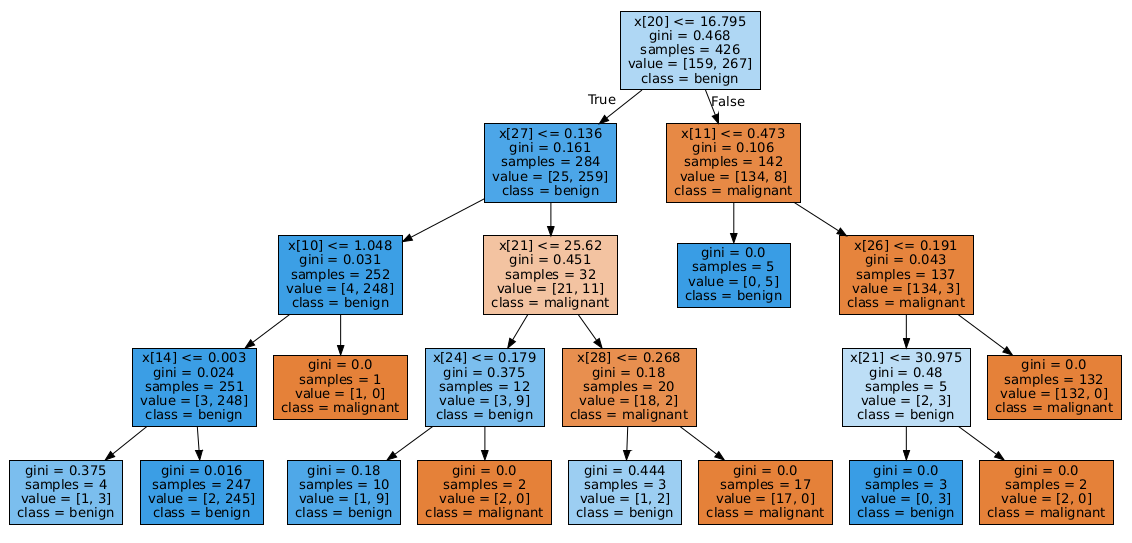 x[20] <= 16.795
gini = 0.468
samples = 426
value = [159, 267]
class = benign
True
False
x[27] <= 0.136
gini = 0.161
samples = 284
value = [25, 259]
class = benign
x[11] <= 0.473
gini = 0.106
samples = 142
value = [134, 8]
class = malignant
x[10] <= 1.048
gini = 0.031
samples = 252
value = [4, 248]
class = benign
x[21] <= 25.62
gini = 0.451
samples = 32
value = [21, 11]
class = malignant
gini = 0.0
samples = 5
value = [0, 5]
class = benign
x[26] <= 0.191
gini = 0.043
samples = 137
value = [134, 3]
class = malignant
x[14] <= 0.003
gini = 0.024
samples = 251
value = [3, 248]
class = benign
gini = 0.0
samples = 1
value = [1, 0]
class = malignant
x[24] <= 0.179
gini = 0.375
samples = 12
value = [3, 9]
class = benign
x[28] <= 0.268
gini = 0.18
samples = 20
value = [18, 2]
class = malignant
x[21] <= 30.975
gini = 0.48
samples = 5
value = [2, 3]
class = benign
gini = 0.0
samples = 132
value = [132, 0]
class = malignant
gini = 0.375
samples = 4
value = [1, 3]
class = benign
gini = 0.016
samples = 247
value = [2, 245]
class = benign
gini = 0.18
samples = 10
value = [1, 9]
class = benign
gini = 0.0
samples = 2
value = [2, 0]
class = malignant
gini = 0.444
samples = 3
value = [1, 2]
class = benign
gini = 0.0
samples = 17
value = [17, 0]
class = malignant
gini = 0.0
samples = 3
value = [0, 3]
class = benign
gini = 0.0
samples = 2
value = [2, 0]
class = malignant